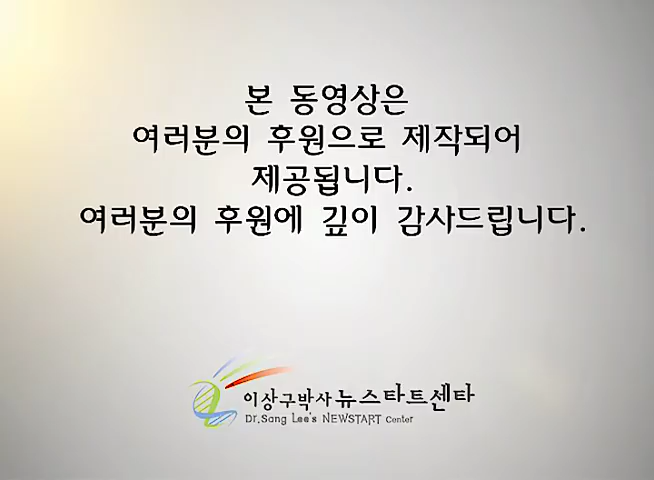 본 동영상은
여러분의 후원으로 제작되어
제공됩니다.
여러분의 후원에 깊이 감사드립니다.
이상구박사 뉴스타트센타
Dr.Sang Lee's NEWSTART Center